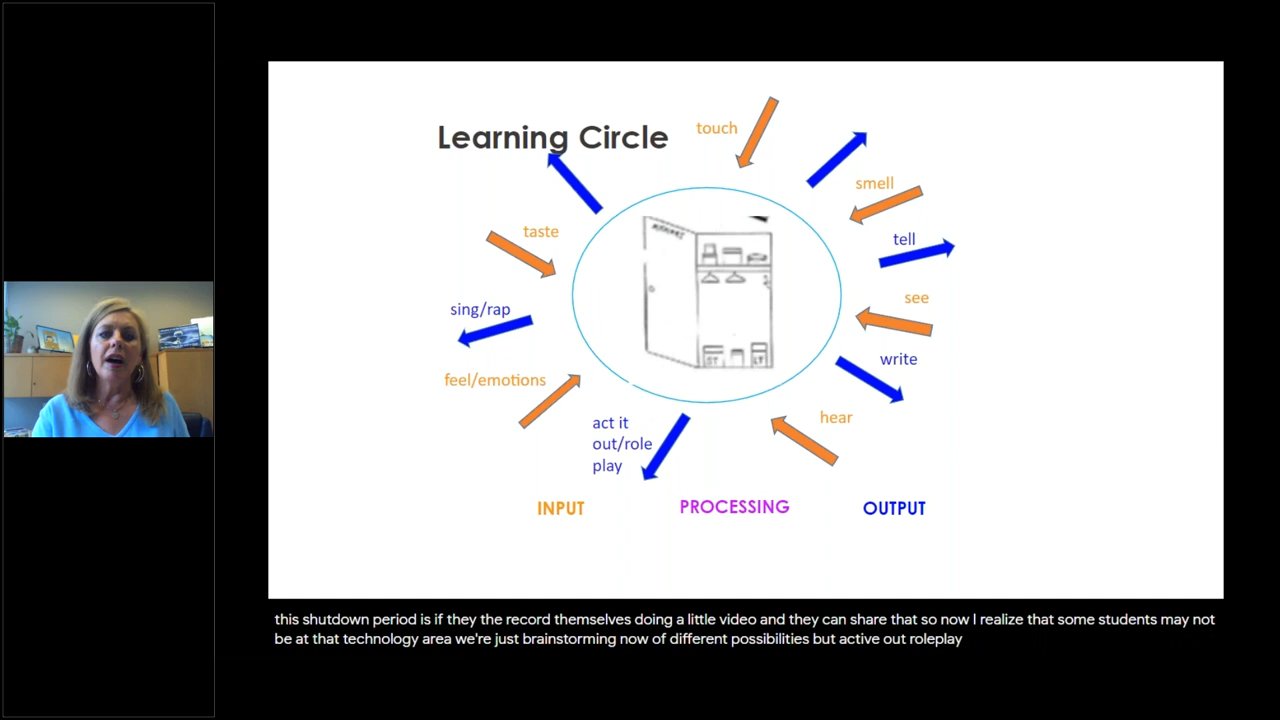 Learning Circle
touch
smell
taste
tell
see
sing/rap
write
feel/emotions
hear
act it
out/role
play
ST
LT
INPUT
PROCESSING
OUTPUT
this shutdown period is if they the record themselves doing a little video and they can share that so now I realize that some students may not
be at that technology area we're just brainstorming now of different possibilities but active out roleplay